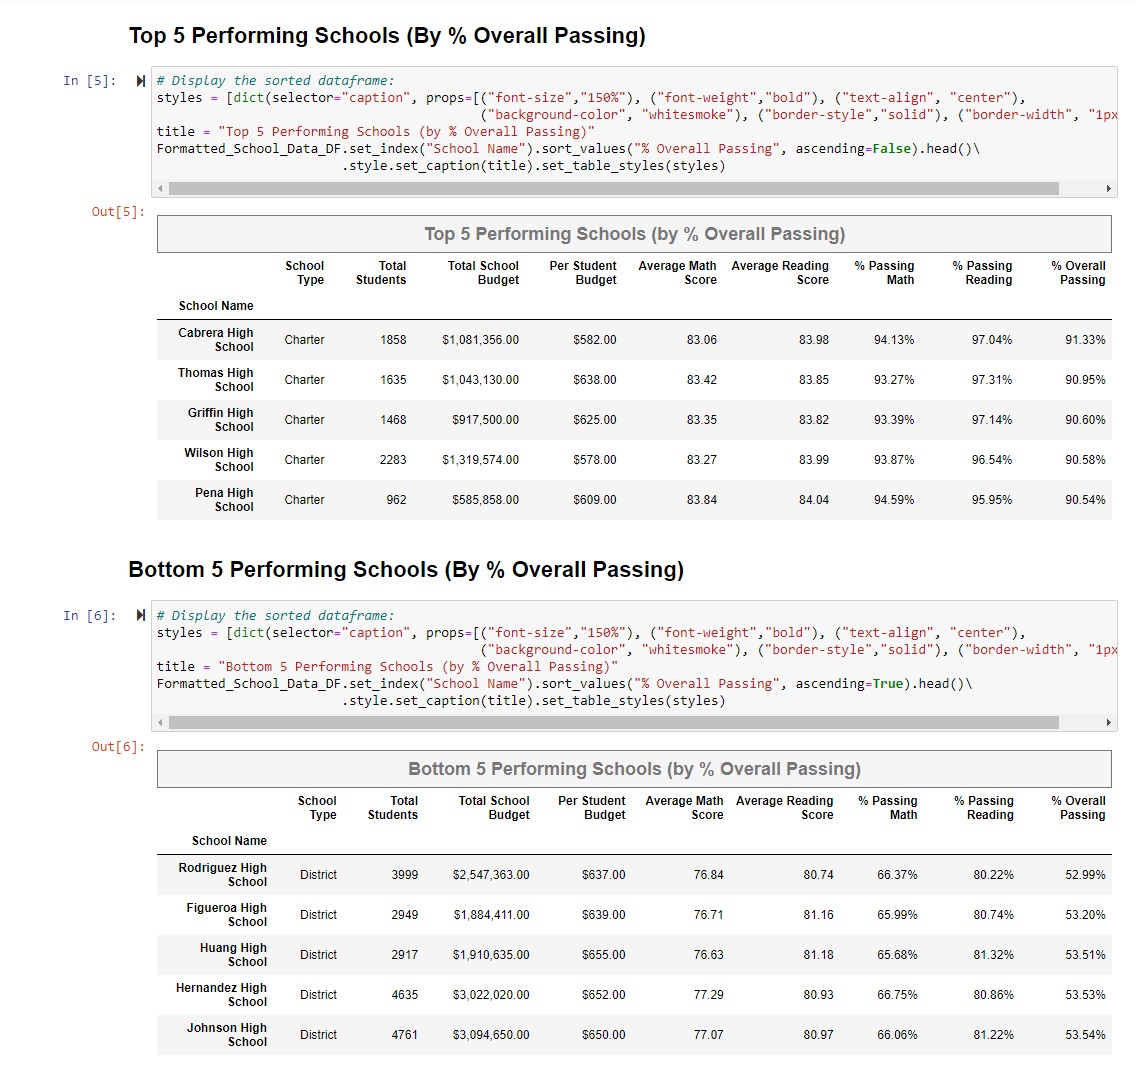 Top 5 Performing Schools (By % Overall Passing)
In [5]:
# Display the sorted dataframe:
styles = [dict(selector="caption", props=[("font-size","150%"), ("font-weight","bold"), ("text-align", "center"),
("background-color", "whitesmoke"), ("border-style","solid"), ("border-width", "1px
title = "Top 5 Performing Schools (by % Overall Passing)"
Formatted_School_Data_DF.set_index("School Name").sort_values("% Overall Passing", ascending=False).head()\
.style.set_caption(title).set_table_styles(styles)
Out[5]:
Top 5 Performing Schools (by % Overall Passing)
School Total Total School Per Student Average Math Average Reading % Passing % Passing % Overall
Type Students Budget Budget Score Score Math Reading Passing
School Name
Cabrera High
School Charter 1858 $1,081,356.00 $582.00 83.06 83.98 94.13% 97.04% 91.33%
Thomas High
School Charter 1635 $1,043,130.00 $638.00 83.42 83.85 93.27% 97.31% 90.95%
Griffin High
School Charter 1468 $917,500.00 $625.00 83.35 83.82 93.39% 97.14% 90.60%
Wilson High
School Charter 2283 $1,319,574.00 $578.00 83.27 83.99 93.87% 96.54% 90.58%
Pena High
School Charter 962 $585,858.00 $609.00 83.84 84.04 94.59% 95.95% 90.54%
Bottom 5 Performing Schools (By % Overall Passing)
In [6]:
# Display the sorted dataframe:
styles = [dict(selector="caption", props=[("font-size","150%"), ("font-weight","bold"), ("text-align", "center"),
("background-color", "whitesmoke"), ("border-style","solid"), ("border-width", "1px
title = "Bottom 5 Performing Schools (by % Overall Passing)"
Formatted_School_Data_DF.set_index("School Name").sort_values("% Overall Passing", ascending=True).head()\
.style.set_caption(title).set_table_styles(styles)
Out[6]:
Bottom 5 Performing Schools (by % Overall Passing)
School Total Total School Per Student Average Math Average Reading % Passing % Passing % Overall
Type Students Budget Budget Score Score Math Reading Passing
School Name
Rodriguez High
School District 3999 $2,547,363.00 $637.00 76.84 80.74 66.37% 80.22% 52.99%
Figueroa High
School District 2949 $1,884,411.00 $639.00 76.71 81.16 65.99% 80.74% 53.20%
Huang High
School District 2917 $1,910,635.00 $655.00 76.63 81.18 65.68% 81.32% 53.51%
Hernandez High
School District 4635 $3,022,020.00 $652.00 77.29 80.93 66.75% 80.86% 53.53%
Johnson High
School District 4761 $3,094,650.00 $650.00 77.07 80.97 66.06% 81.22% 53.54%